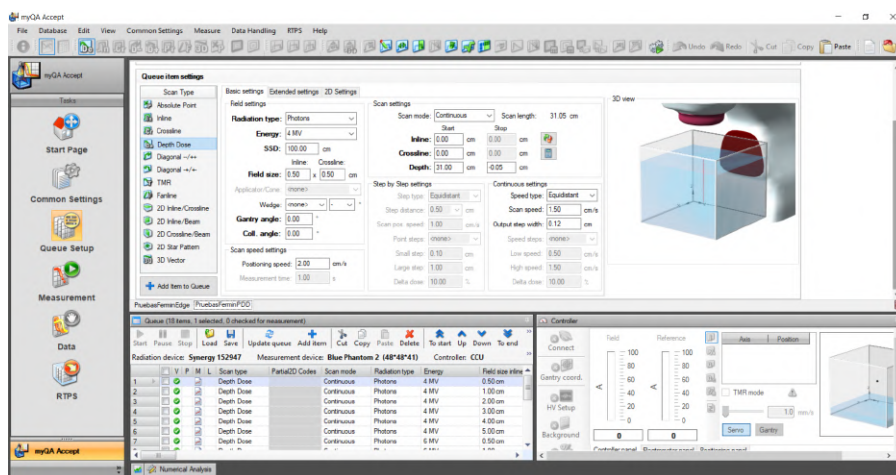 myQA Accept
File Database Edit View Common Settings Measure Data Handling RTPS Help
Undo Redo Cut Copy Paste
myQA Accept
Tasks
Start Page
Common Settings
Queue Setup
Measurement
Data
RTPS
myQA Accept
Queue item settings
Scan Type
Absolute Point
Inline
Crossline
Depth Dose
Diagonal -/++
Diagonal -+/+-
TMR
Fanline
2D Inline/Crossline
2D Inline/Beam
2D Crossline/Beam
2D Star Pattern
3D Vector
Add Item to Queue
Basic settings Extended settings 2D Settings
Field settings
Radiation type: Photons
Energy: 4 MV
SSD: 100.00 cm
Inline: Crossline:
Field size: 0.50 x 0.50 cm
Applicator/Cone: <none>
Wedge: <none> - °
Gantry angle: 0.00 °
Coll. angle: 0.00 °
Scan speed settings
Positioning speed: 2.00 cm/s
Measurement time: 1.00 s
Scan settings
Scan mode: Continuous Scan length: 31.05 cm
Start Stop
Inline: 0.00 cm 0.00 cm
Crossline: 0.00 cm 0.00 cm
Depth: 31.00 cm -0.05 cm
Step by Step settings
Step type: Equidistant
Step distance: 0.50 cm
Scan pos. speed: 1.00 cm/s
Point steps: <none>
Small step: 0.10 cm
Large step: 1.00 cm
Delta dose: 10.00 %
Continuous settings
Speed type: Equidistant
Scan speed: 1.50 cm/s
Output step width: 0.12 cm
Speed steps: <none>
Low speed: 0.50 cm/s
High speed: 1.50 cm/s
Delta dose: 10.00 %
3D view
PruebasFerminEdge PruebasFerminPDD
Queue (18 items, 1 selected, 0 checked for measurement)
Start Pause Stop Load Save Update queue Add item Cut Copy Paste Delete To start Up Down To end
Radiation device: Synergy 152947 Measurement device: Blue Phantom 2 (48*48*41) Controller: CCU
V P M L Scan type Partial2D Codes Scan mode Radiation type Energy Field size inline
1 Depth Dose Continuous Photons 4 MV 0.50 cm
2 Depth Dose Continuous Photons 4 MV 1.00 cm
3 Depth Dose Continuous Photons 4 MV 2.00 cm
4 Depth Dose Continuous Photons 4 MV 3.00 cm
5 Depth Dose Continuous Photons 4 MV 4.00 cm
6 Depth Dose Continuous Photons 4 MV 5.00 cm
7 Depth Dose Continuous Photons 6 MV 0.50 cm
Numerical Analysis
Controller
Connect
Gantry coord.
HV Setup
Background
Field Reference
100 100
80 80
60 60
40 40
20 20
0 0
< <
0 0
Axis Position
TMR mode
1.0 mm/s
Servo Gantry